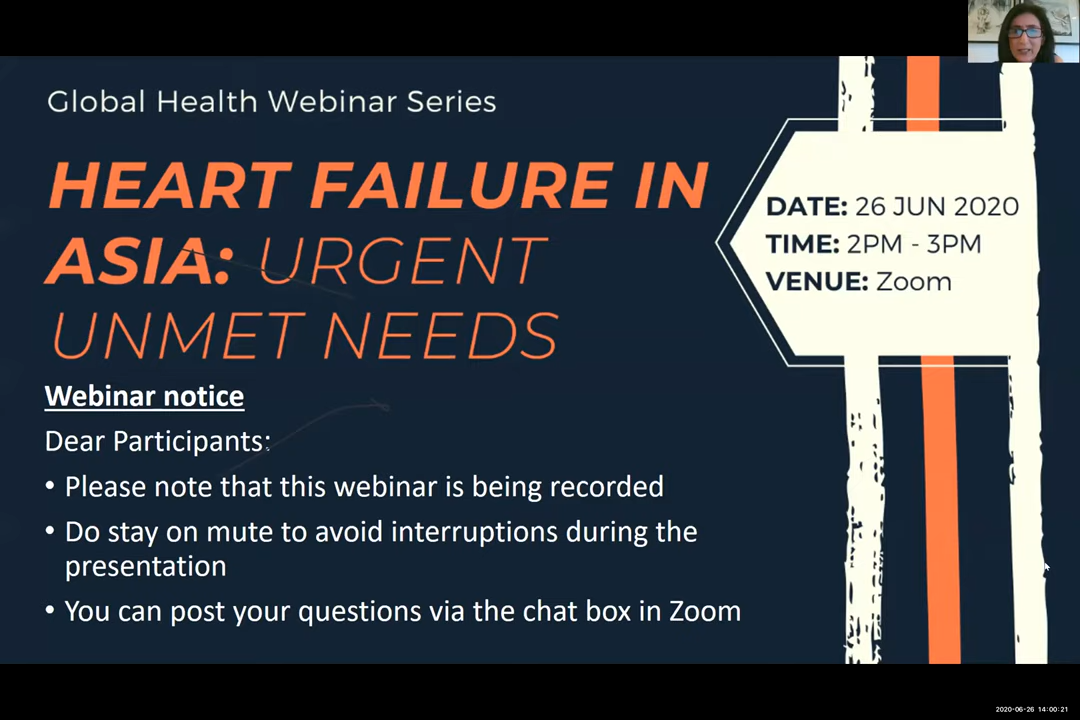 Global Health Webinar Series
HEART FAILURE IN
ASIA: URGENT
UNMET NEEDS
DATE: 26 JUN 2020
TIME: 2PM - 3PM
VENUE: Zoom
Webinar notice
Dear Participants:
• Please note that this webinar is being recorded
• Do stay on mute to avoid interruptions during the
presentation
• You can post your questions via the chat box in Zoom
2020-06-26 14:00:21